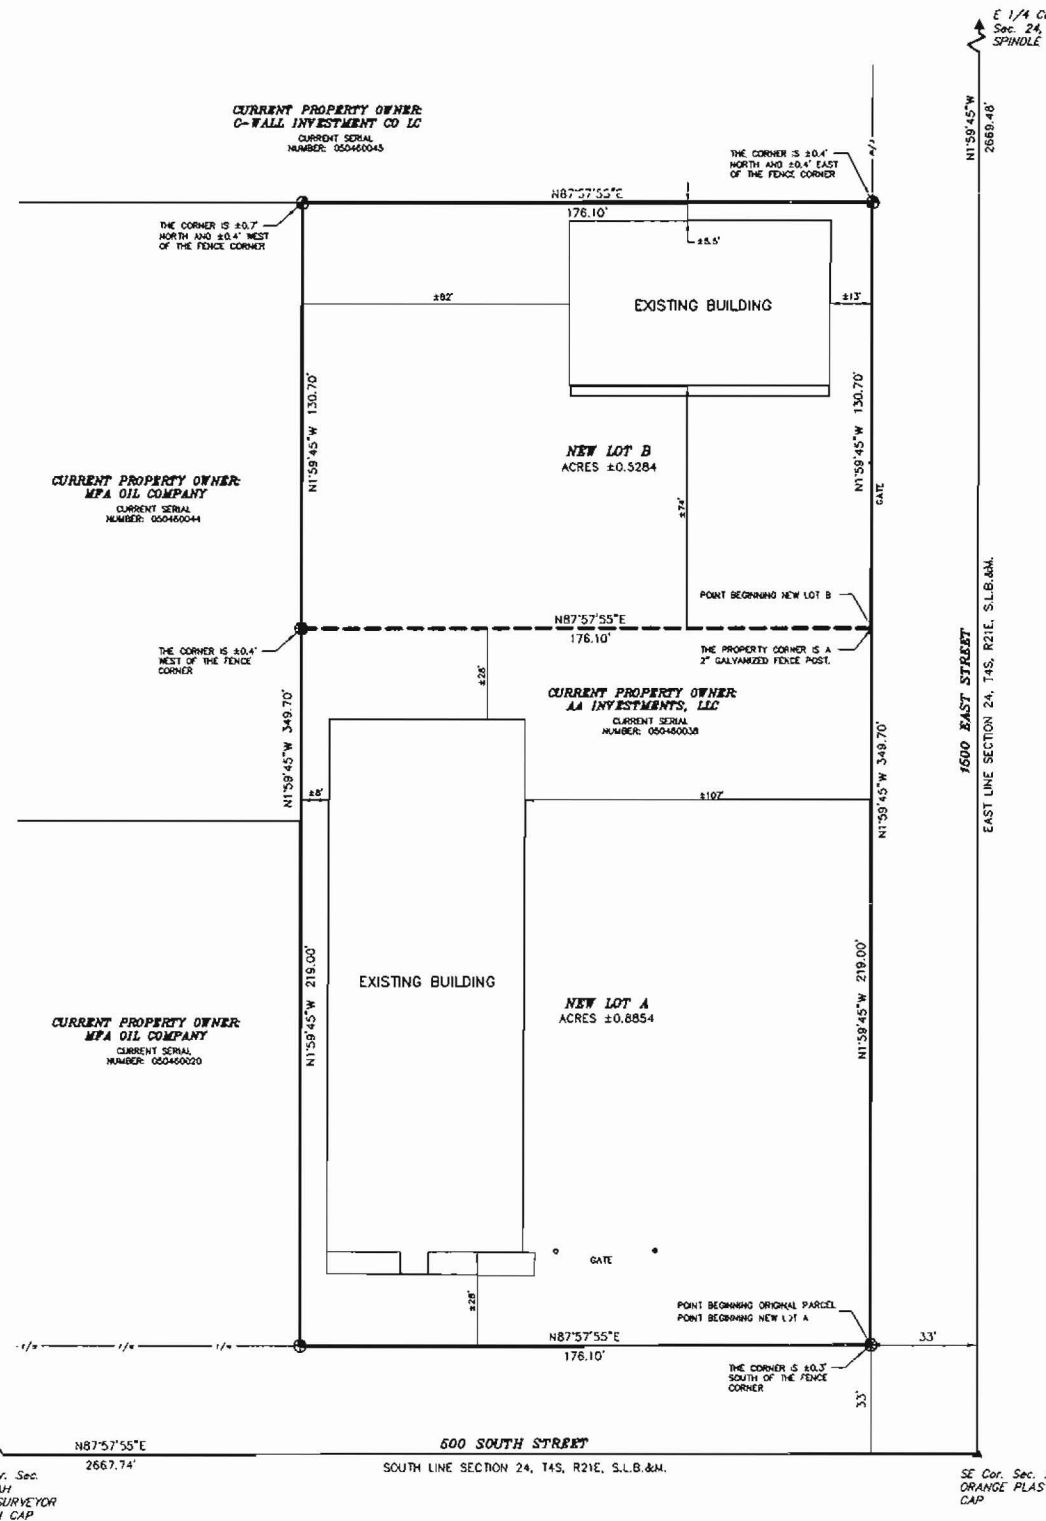 E 1/4
Sec. 24,
SPINDLE
N1°59'45"W
2669.48'
CURRENT PROPERTY OWNER:
C-WALL INVESTMENT CO LC
CURRENT SERIAL
NUMBER: 050460043
THE CORNER IS ±0.4'
NORTH AND ±0.4' EAST
OF THE FENCE CORNER
N87°57'55"E
176.10'
THE CORNER IS ±0.7'
NORTH AND ±0.4' WEST
OF THE FENCE CORNER
±5.5'
±82'
EXISTING BUILDING
±13'
N1°59'45"W 130.70'
N1°59'45"W 130.70'
NEW LOT B
ACRES ±0.5284
CURRENT PROPERTY OWNER:
MFA OIL COMPANY
CURRENT SERIAL
NUMBER: 050460044
GATE
±74'
POINT BEGINNING NEW LOT B
N87°57'55"E
176.10'
THE CORNER IS ±0.4'
WEST OF THE FENCE
CORNER
THE PROPERTY CORNER IS A
2" GALVANIZED FENCE POST.
±28'
CURRENT PROPERTY OWNER:
AA INVESTMENTS, LLC
CURRENT SERIAL
NUMBER: 050460038
N1°59'45"W 349.70'
N1°59'45"W 349.70'
1500 EAST STREET
EAST LINE SECTION 24, T4S, R21E, S.L.B.&M.
±8'
±107'
N1°59'45"W 219.00'
N1°59'45"W 219.00'
EXISTING BUILDING
NEW LOT A
ACRES ±0.8854
CURRENT PROPERTY OWNER:
MFA OIL COMPANY
CURRENT SERIAL
NUMBER: 050460020
GATE
±28'
POINT BEGINNING ORIGINAL PARCEL
POINT BEGINNING NEW LOT A
N87°57'55"E
176.10'
33'
THE CORNER IS ±0.3'
SOUTH OF THE FENCE
CORNER
33'
N87°57'55"E
2667.74'
500 SOUTH STREET
SOUTH LINE SECTION 24, T4S, R21E, S.L.B.&M.
Sec.
SURVEYOR
CAP
SE Cor. Sec.
ORANGE PLAS
CAP